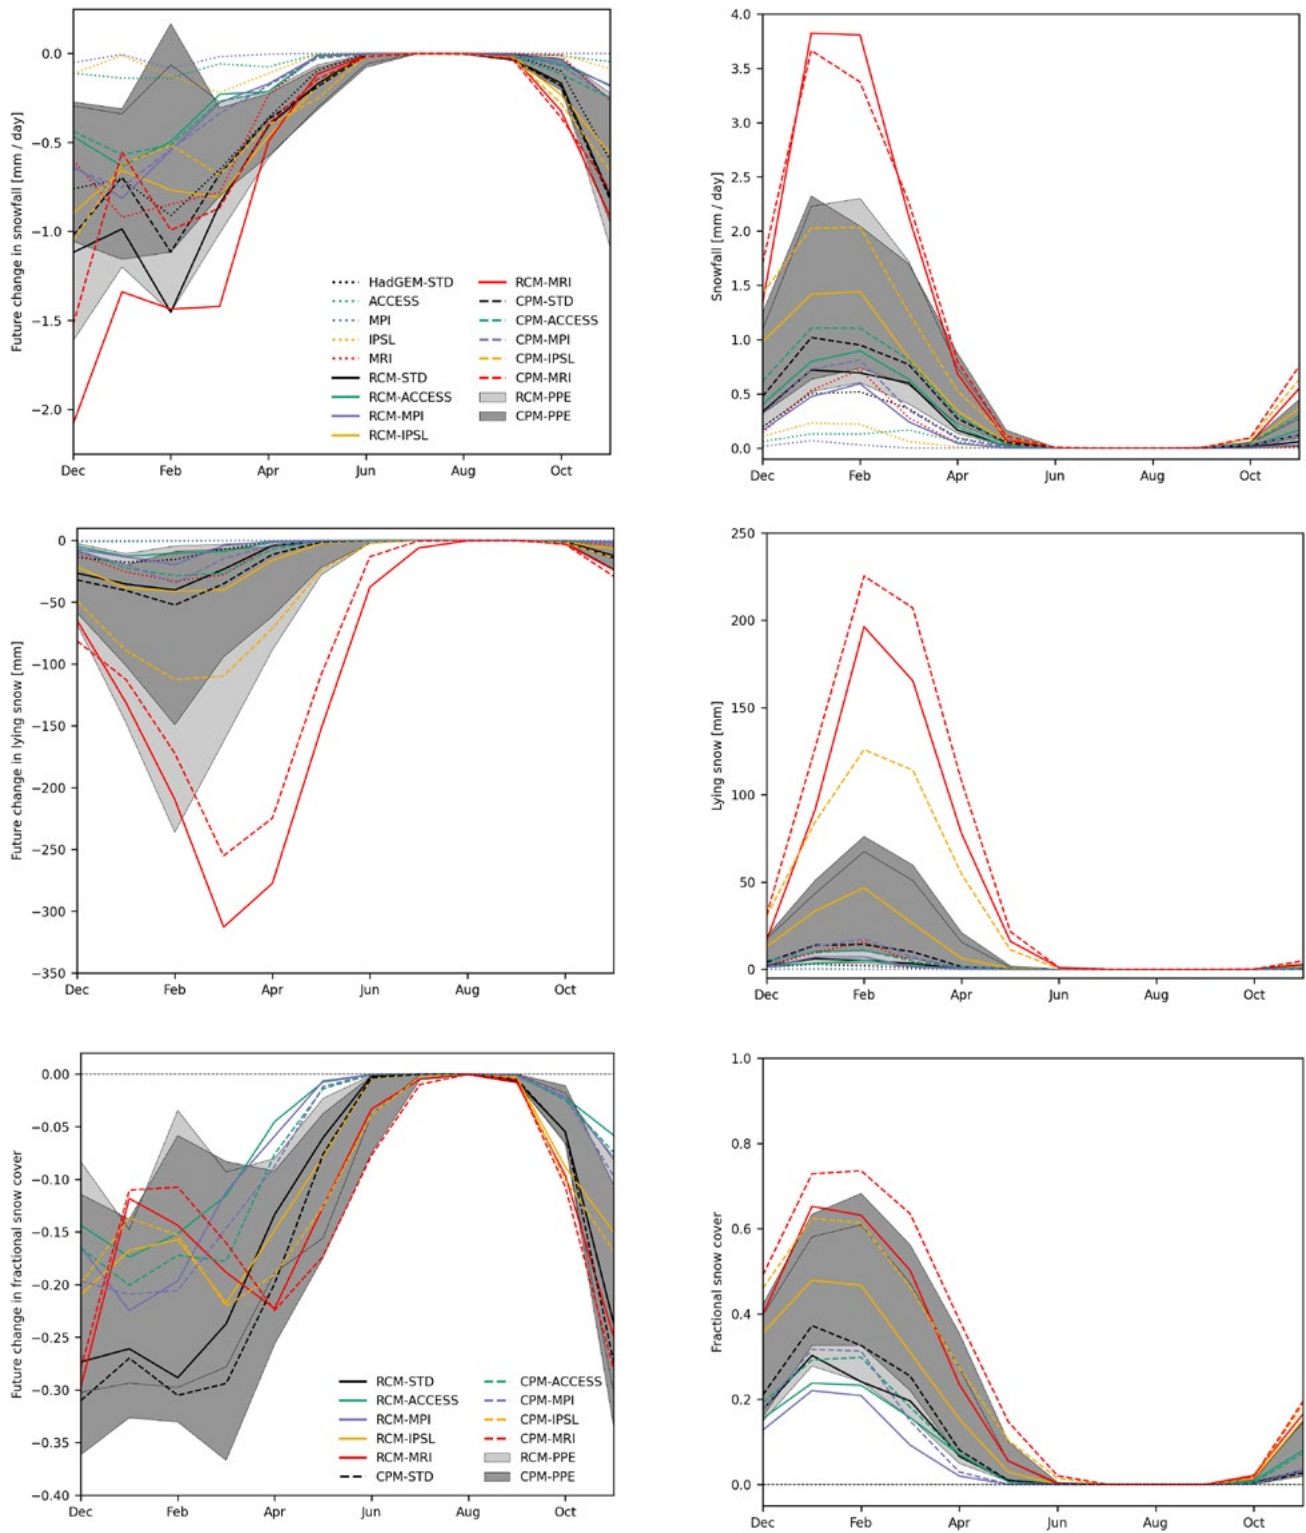 Future change in snowfall [mm / day]
0.0
−0.5
−1.0
−1.5
−2.0
Dec Feb Apr Jun Aug Oct
HadGEM-STD
ACCESS
MPI
IPSL
MRI
RCM-STD
RCM-ACCESS
RCM-MPI
RCM-IPSL
RCM-MRI
CPM-STD
CPM-ACCESS
CPM-MPI
CPM-IPSL
CPM-MRI
RCM-PPE
CPM-PPE
Snowfall [mm / day]
4.0
3.5
3.0
2.5
2.0
1.5
1.0
0.5
0.0
Dec Feb Apr Jun Aug Oct
Future change in lying snow [mm]
0
−50
−100
−150
−200
−250
−300
−350
Dec Feb Apr Jun Aug Oct
Lying snow [mm]
250
200
150
100
50
0
Dec Feb Apr Jun Aug Oct
Future change in fractional snow cover
0.00
−0.05
−0.10
−0.15
−0.20
−0.25
−0.30
−0.35
−0.40
Dec Feb Apr Jun Aug Oct
RCM-STD
RCM-ACCESS
RCM-MPI
RCM-IPSL
RCM-MRI
CPM-STD
CPM-ACCESS
CPM-MPI
CPM-IPSL
CPM-MRI
RCM-PPE
CPM-PPE
Fractional snow cover
1.0
0.8
0.6
0.4
0.2
0.0
Dec Feb Apr Jun Aug Oct